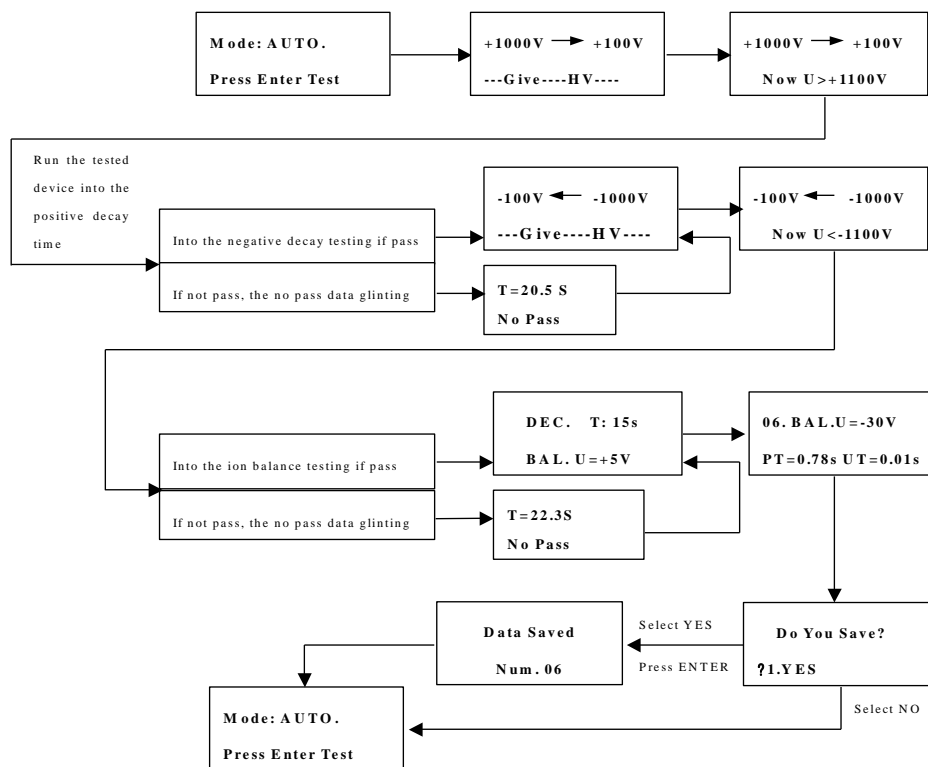 Mode: AUTO.
Press Enter Test
+1000V → +100V
---Give----HV----
+1000V → +100V
Now U>+1100V
Run the tested
device into the
positive decay
time
Into the negative decay testing if pass
If not pass, the no pass data glinting
-100V ← -1000V
---Give----HV----
T=20.5 S
No Pass
-100V ← -1000V
Now U<-1100V
Into the ion balance testing if pass
If not pass, the no pass data glinting
DEC. T: 15s
BAL. U=+5V
T=22.3S
No Pass
06. BAL.U=-30V
PT=0.78s UT=0.01s
Do You Save?
?1.YES
Select YES
Press ENTER
Data Saved
Num. 06
Select NO
Mode: AUTO.
Press Enter Test